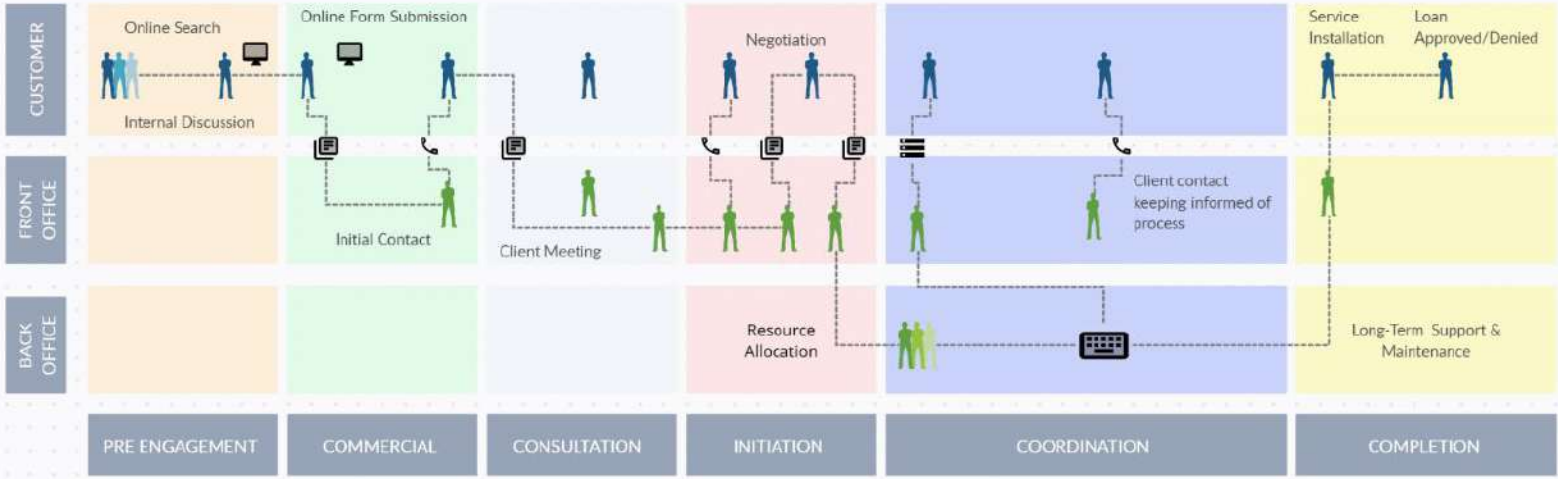 CUSTOMER
Online Search
Internal Discussion
Online Form Submission
Negotiation
Service
Installation
Loan
Approved/Denied
FRONT
OFFICE
Initial Contact
Client Meeting
Client contact
keeping informed of
process
BACK
OFFICE
Resource
Allocation
Long-Term Support &
Maintenance
PRE ENGAGEMENT
COMMERCIAL
CONSULTATION
INITIATION
COORDINATION
COMPLETION